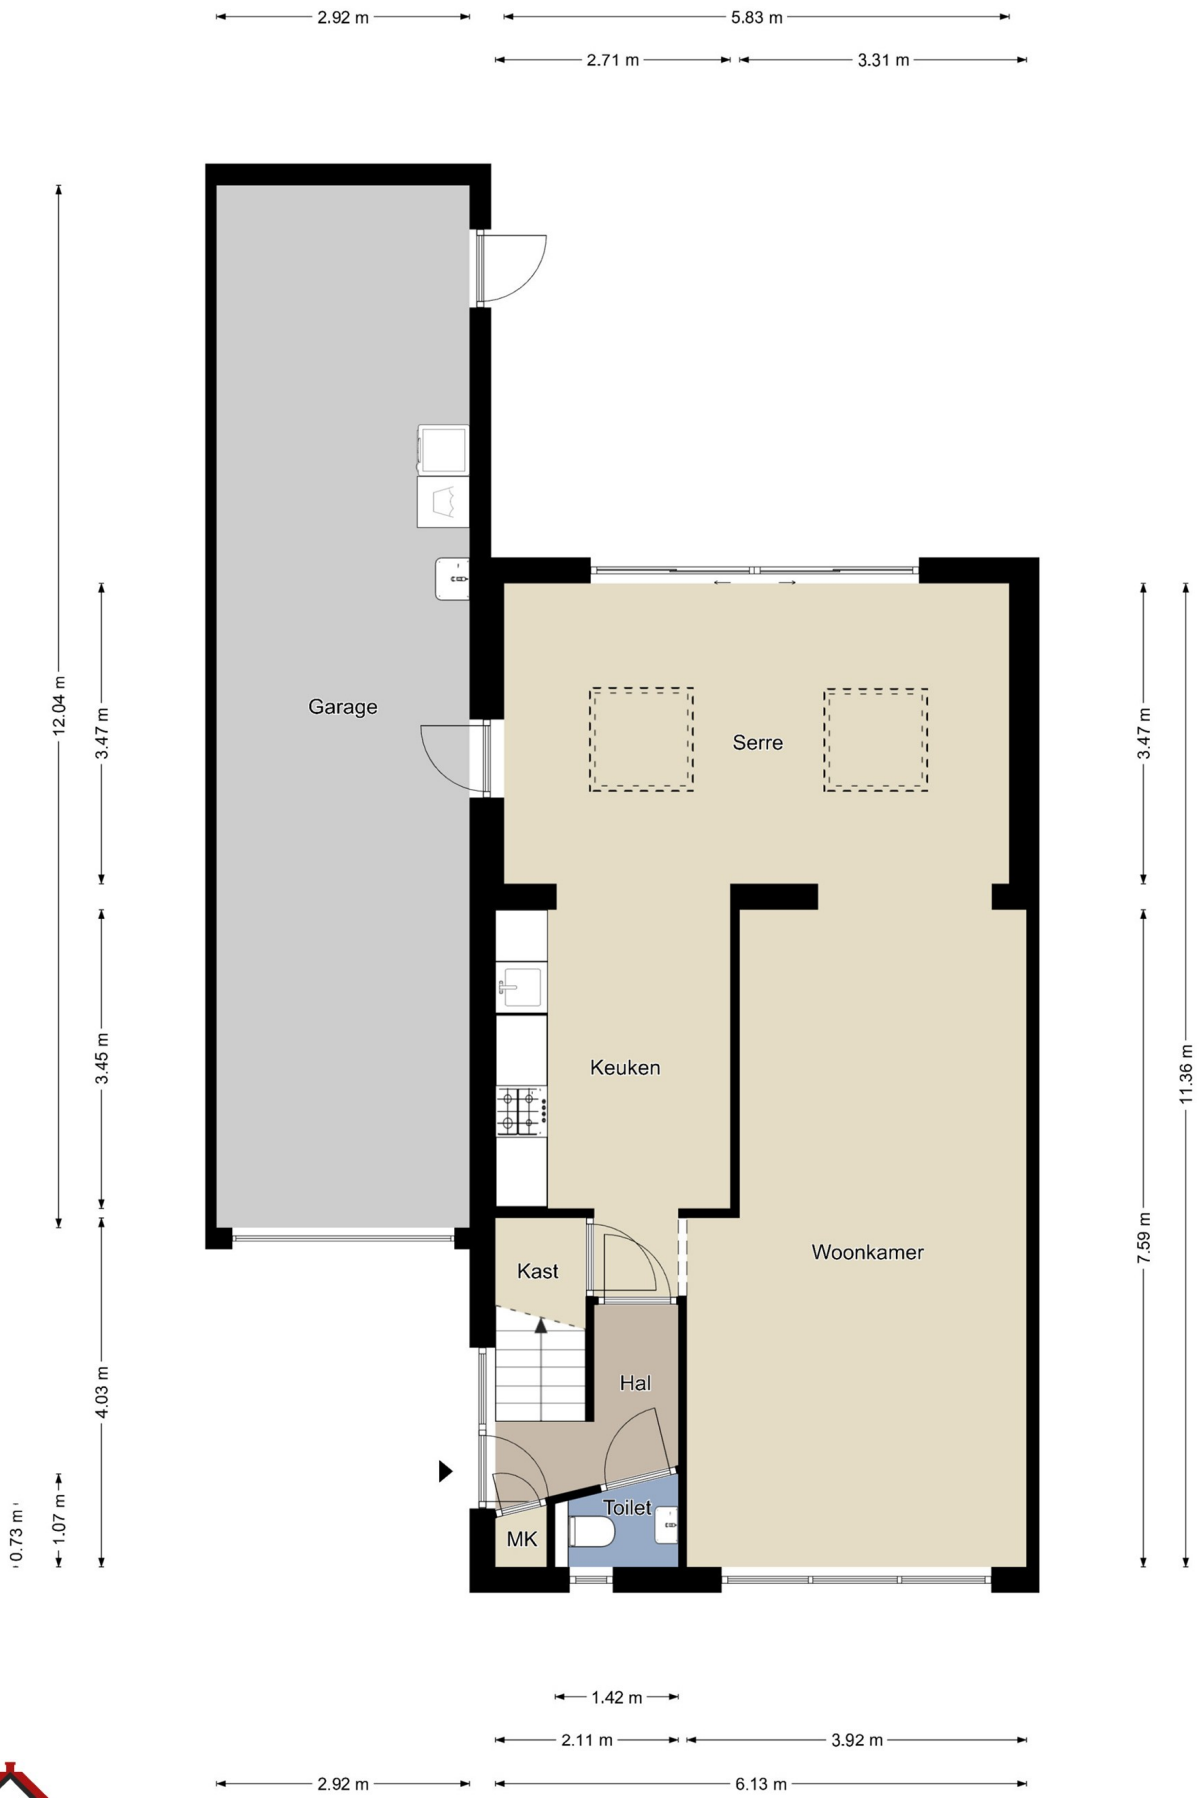 2.92 m
5.83 m
2.71 m
3.31 m
12.04 m
3.47 m
3.45 m
4.03 m
1.07 m
0.73 m
Garage
Serre
3.47 m
11.36 m
7.59 m
Keuken
Woonkamer
Kast
Hal
Toilet
MK
1.42 m
2.11 m
3.92 m
2.92 m
6.13 m